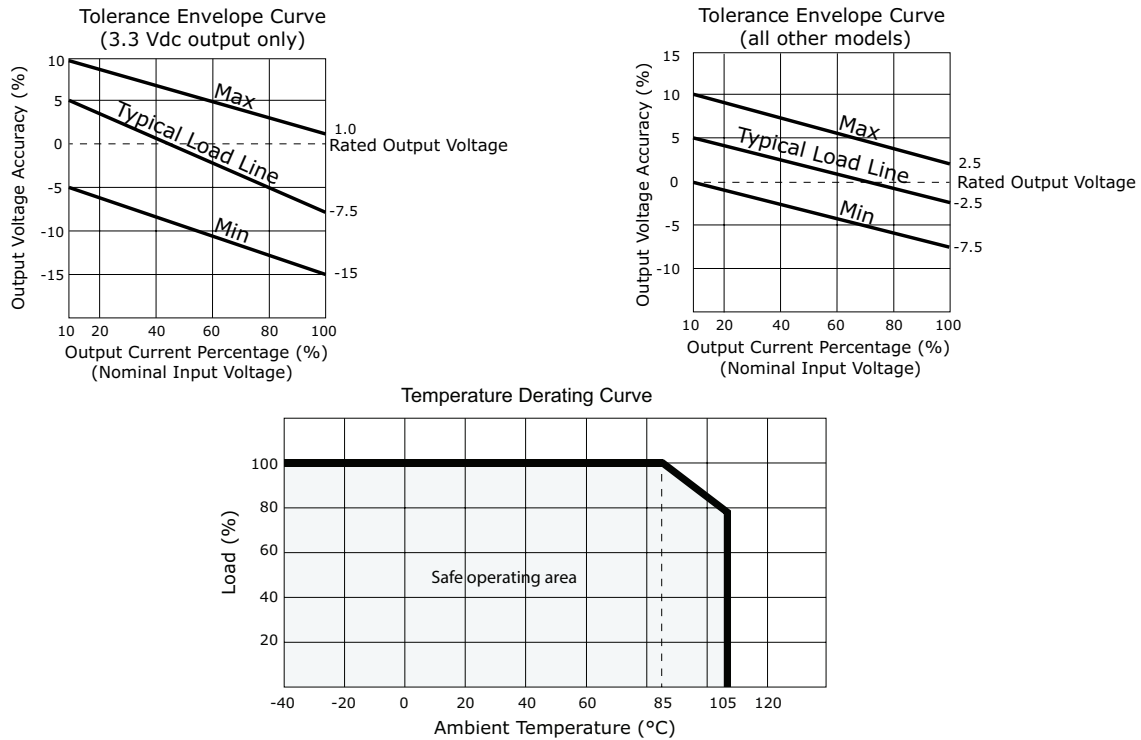 Tolerance Envelope Curve
(3.3 Vdc output only)
Output Voltage Accuracy (%)
10
5
0
-5
-10
-15
Max
Typical Load Line
Min
1.0
Rated Output Voltage
-7.5
-15
10 20 40 60 80 100
Output Current Percentage (%)
(Nominal Input Voltage)
Tolerance Envelope Curve
(all other models)
Output Voltage Accuracy (%)
15
10
5
0
-5
-10
Max
Typical Load Line
Min
2.5
Rated Output Voltage
-2.5
-7.5
10 20 40 60 80 100
Output Current Percentage (%)
(Nominal Input Voltage)
Temperature Derating Curve
Load (%)
100
80
60
40
20
Safe operating area
-40 -20 0 20 40 60 85 105 120
Ambient Temperature (°C)